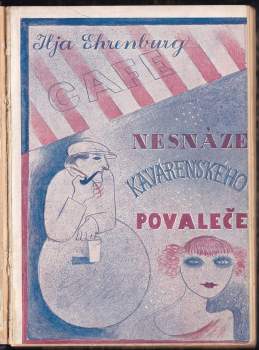 Ilja Ehrenburg
CAFE
NESNÁZE
KAVÁRENSKÉHO
POVALEČE